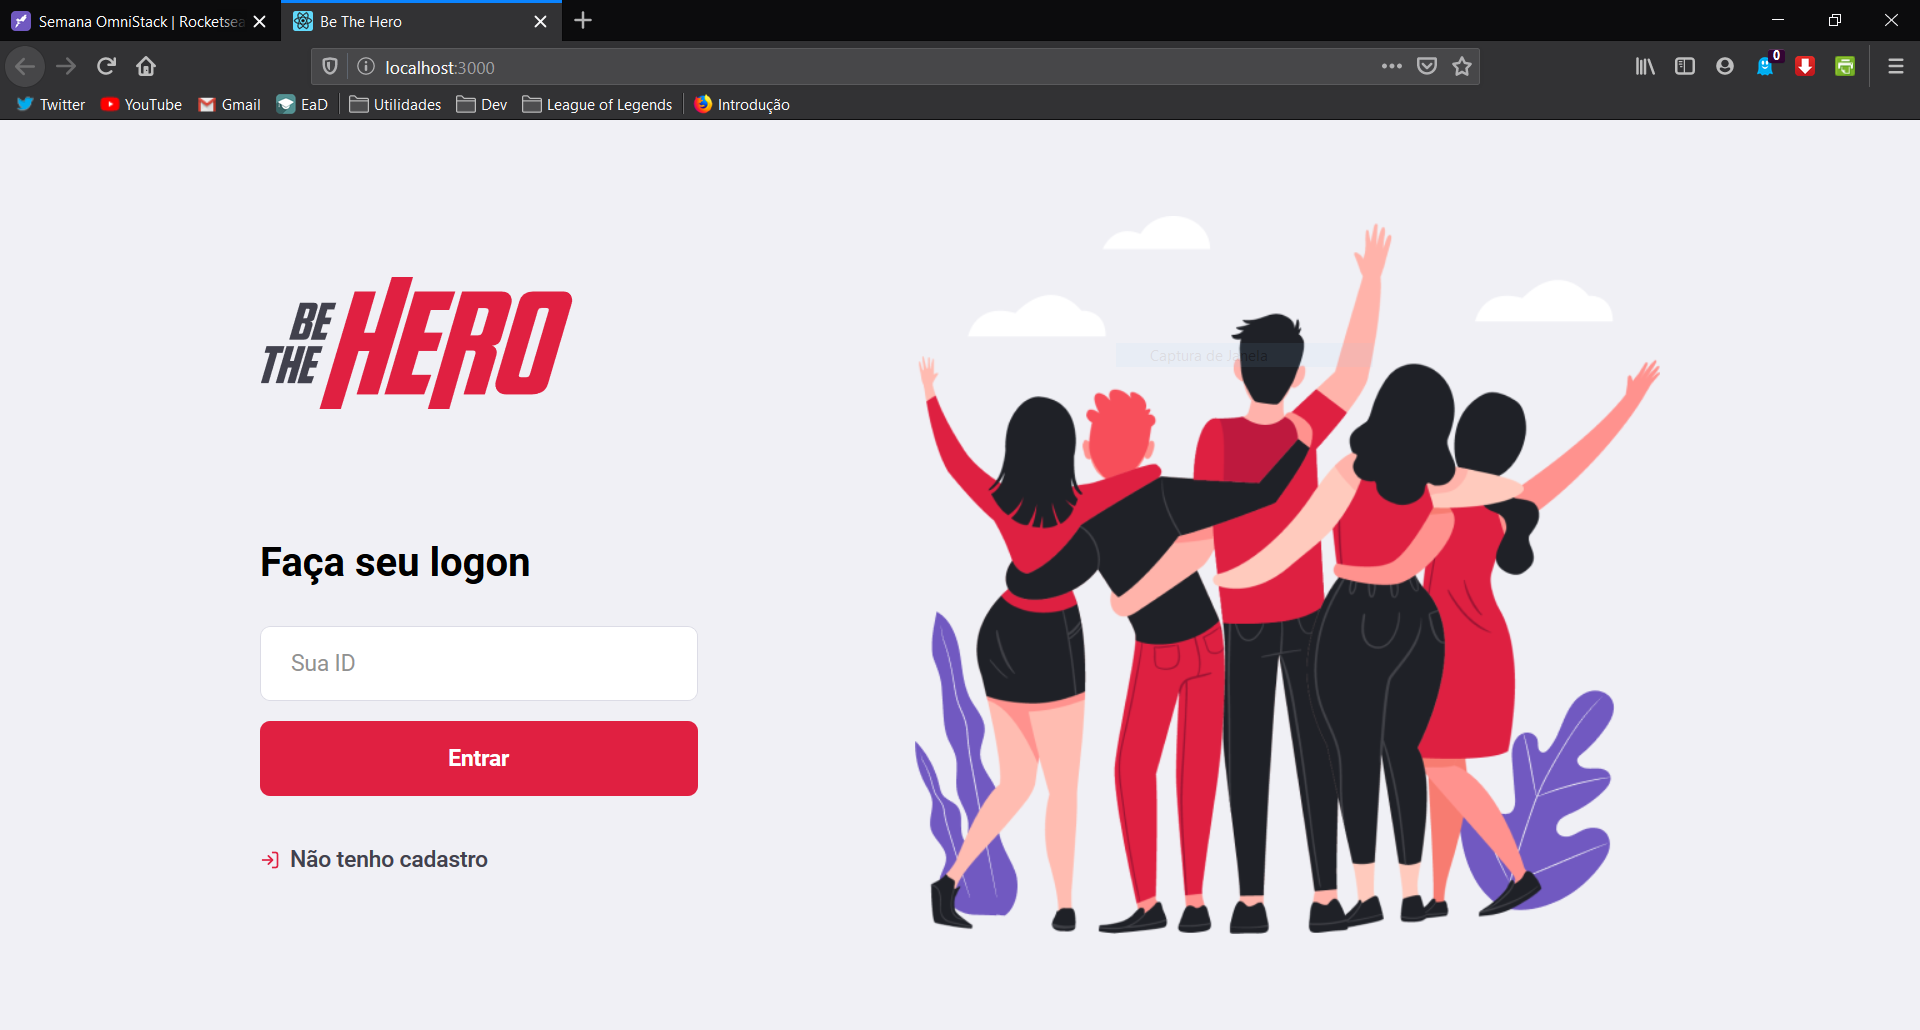 Semana OmniStack | Rocketsea
Be The Hero
localhost:3000
0
Twitter
YouTube
Gmail
EaD
Utilidades
Dev
League of Legends
Introdução
BE
THE
HERO
Captura de Janela
Faça seu logon
Sua ID
Entrar
Não tenho cadastro